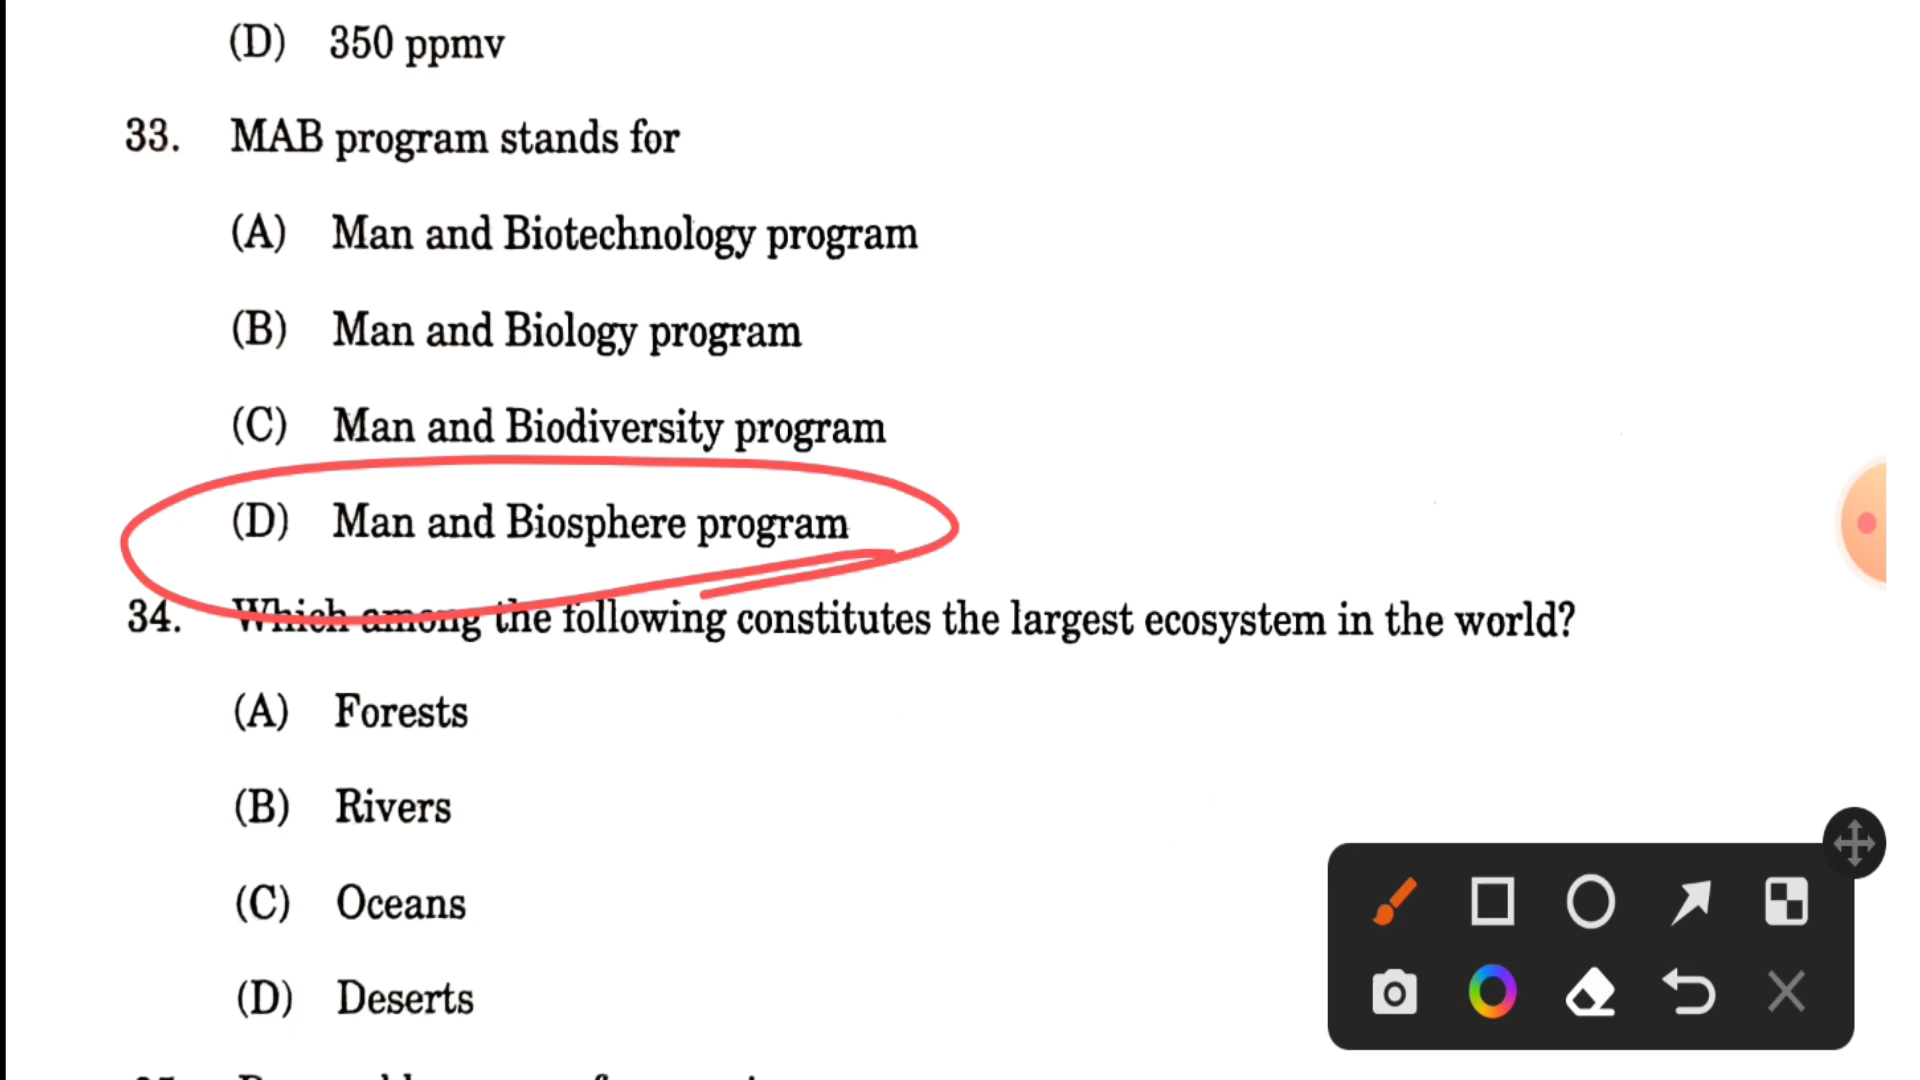 (D) 350 ppmv
33. MAB program stands for
(A) Man and Biotechnology program
(B) Man and Biology program
(C) Man and Biodiversity program
(D) Man and Biosphere program
34. Which among the following constitutes the largest ecosystem in the world?
(A) Forests
(B) Rivers
(C) Oceans
(D) Deserts